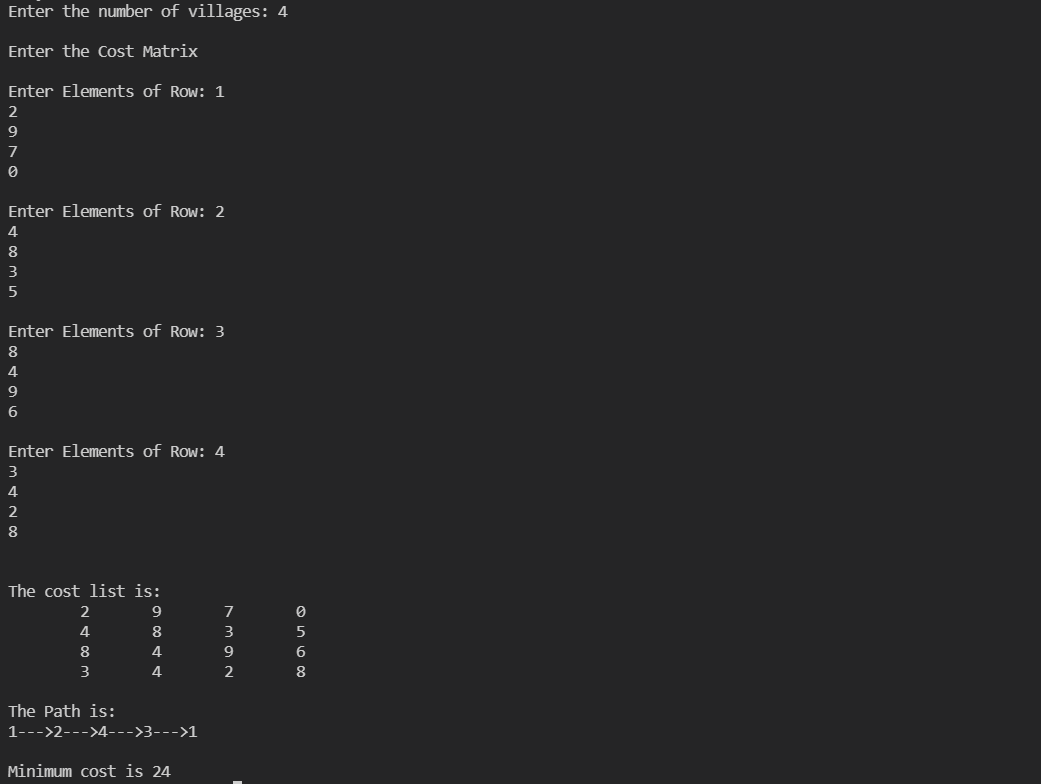 Enter the number of villages: 4
Enter the Cost Matrix
Enter Elements of Row: 1
2
9
7
0
Enter Elements of Row: 2
4
8
3
5
Enter Elements of Row: 3
8
4
9
6
Enter Elements of Row: 4
3
4
2
8
The cost list is:
2 9 7 0
4 8 3 5
8 4 9 6
3 4 2 8
The Path is:
1--->2--->4--->3--->1
Minimum cost is 24